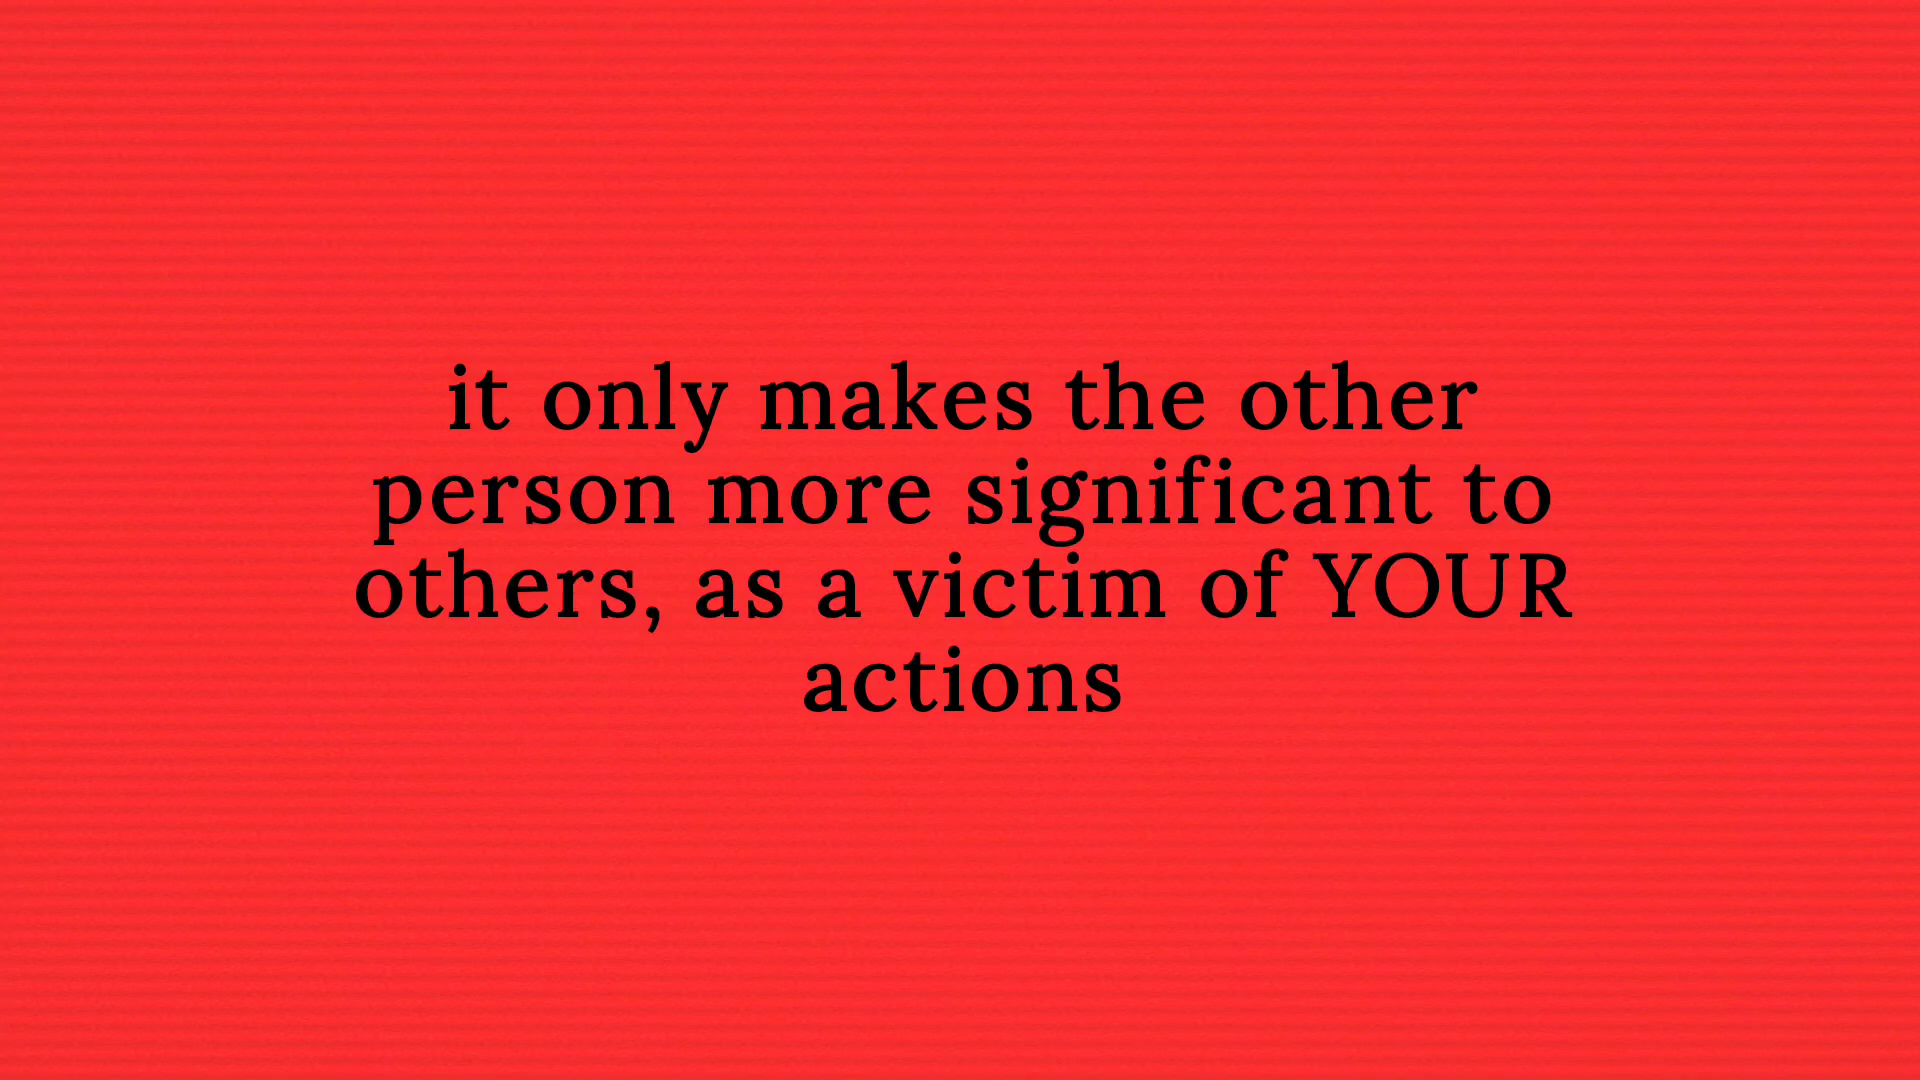 it only makes the other
person more significant to
others, as a victim of YOUR
actions